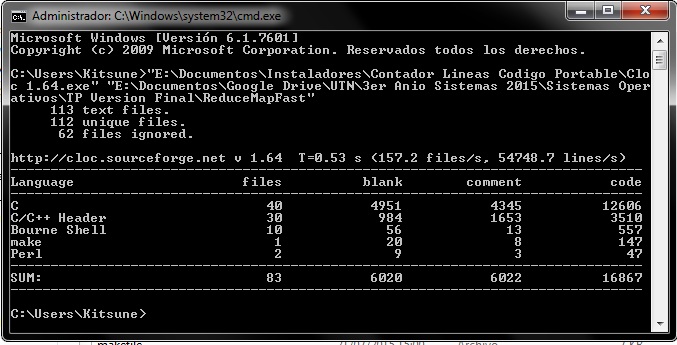 Administrador: C:\Windows\system32\cmd.exe
Microsoft Windows [Versión 6.1.7601]
Copyright (c) 2009 Microsoft Corporation. Reservados todos los derechos.
C:\Users\Kitsune>"E:\Documentos\Instaladores\Contador Lineas Codigo Portable\Clo
c 1.64.exe" "E:\Documentos\Google Drive\UTN\3er Anio Sistemas 2015\Sistemas Oper
ativos\TP Version Final\ReduceMapFast"
113 text files.
112 unique files.
62 files ignored.
http://cloc.sourceforge.net v 1.64 T=0.53 s (157.2 files/s, 54748.7 lines/s)
Language files blank comment code
C 40 4951 4345 12606
C/C++ Header 30 984 1653 3510
Bourne Shell 10 56 13 557
make 1 20 8 147
Perl 2 9 3 47
SUM: 83 6020 6022 16867
C:\Users\Kitsune>